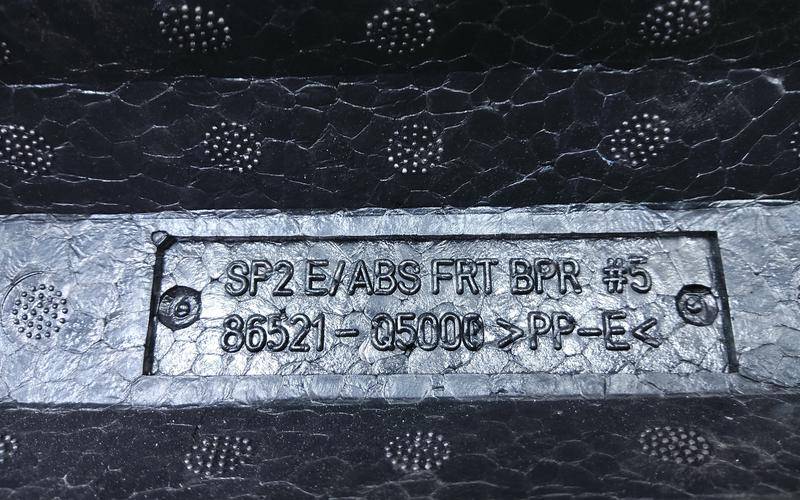 SP2 E/ABS FRT BPR #5
86521-Q5000 >PP-E<